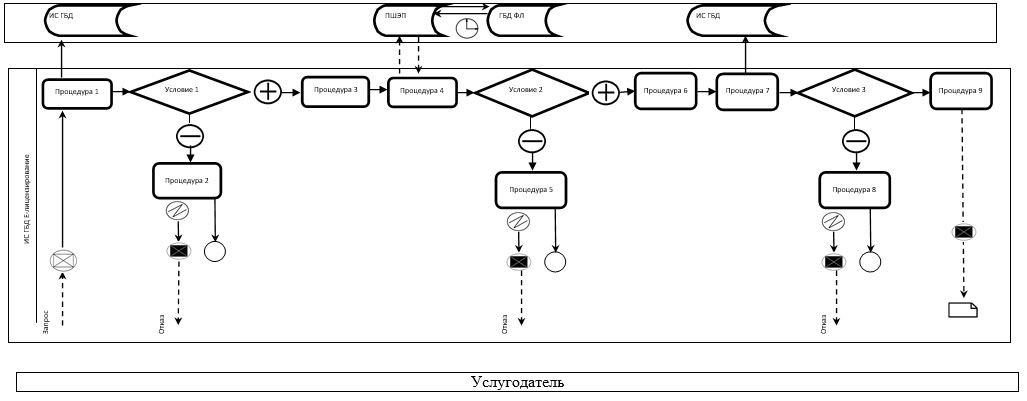 ИС ГБД
ПШЭП
ГБД ФЛ
ИС ГБД
ИС ГБД Е-лицензирование
Процедура 1
Условие 1
Процедура 3
Процедура 4
Условие 2
Процедура 6
Процедура 7
Условие 3
Процедура 9
Процедура 2
Процедура 5
Процедура 8
Запрос
Отказ
Отказ
Отказ
Услугодатель